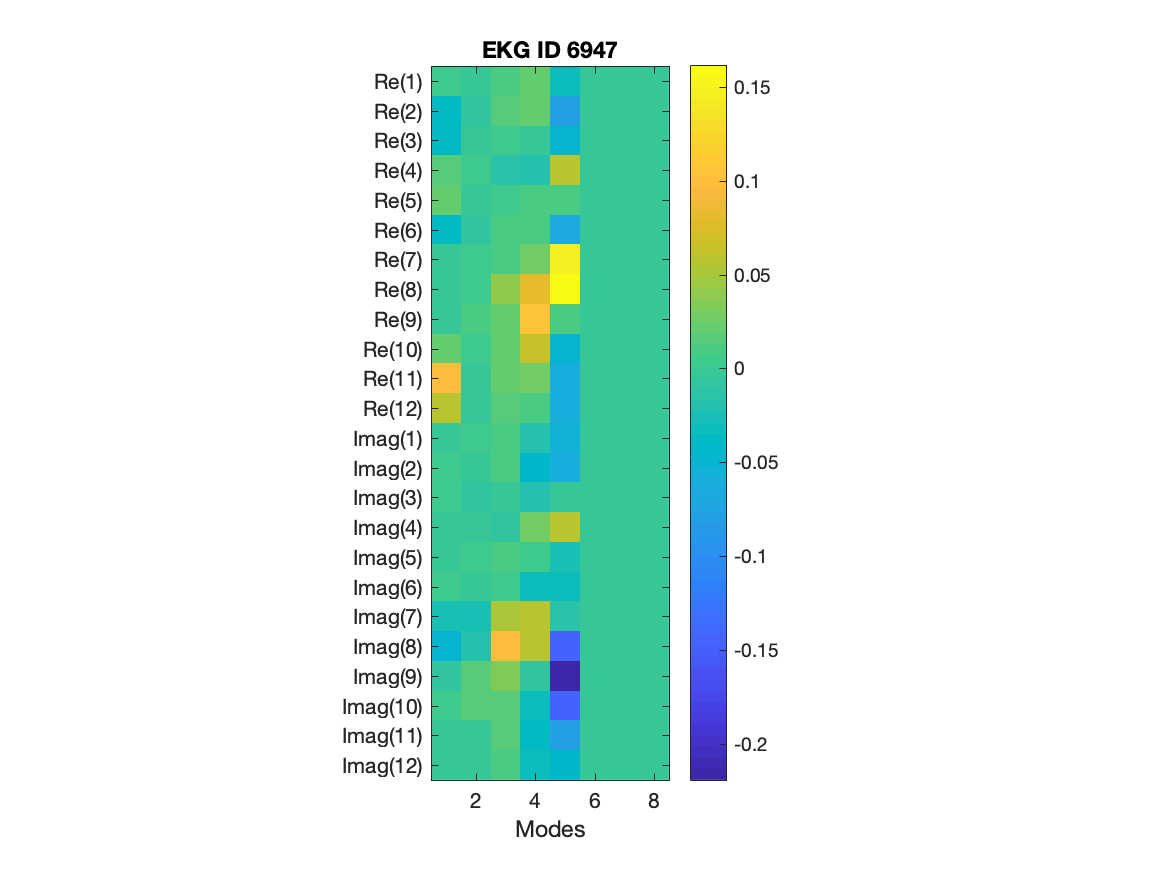 EKG ID 6947
Re(1)
Re(2)
Re(3)
Re(4)
Re(5)
Re(6)
Re(7)
Re(8)
Re(9)
Re(10)
Re(11)
Re(12)
Imag(1)
Imag(2)
Imag(3)
Imag(4)
Imag(5)
Imag(6)
Imag(7)
Imag(8)
Imag(9)
Imag(10)
Imag(11)
Imag(12)
2 4 6 8
Modes
0.15
0.1
0.05
0
-0.05
-0.1
-0.15
-0.2